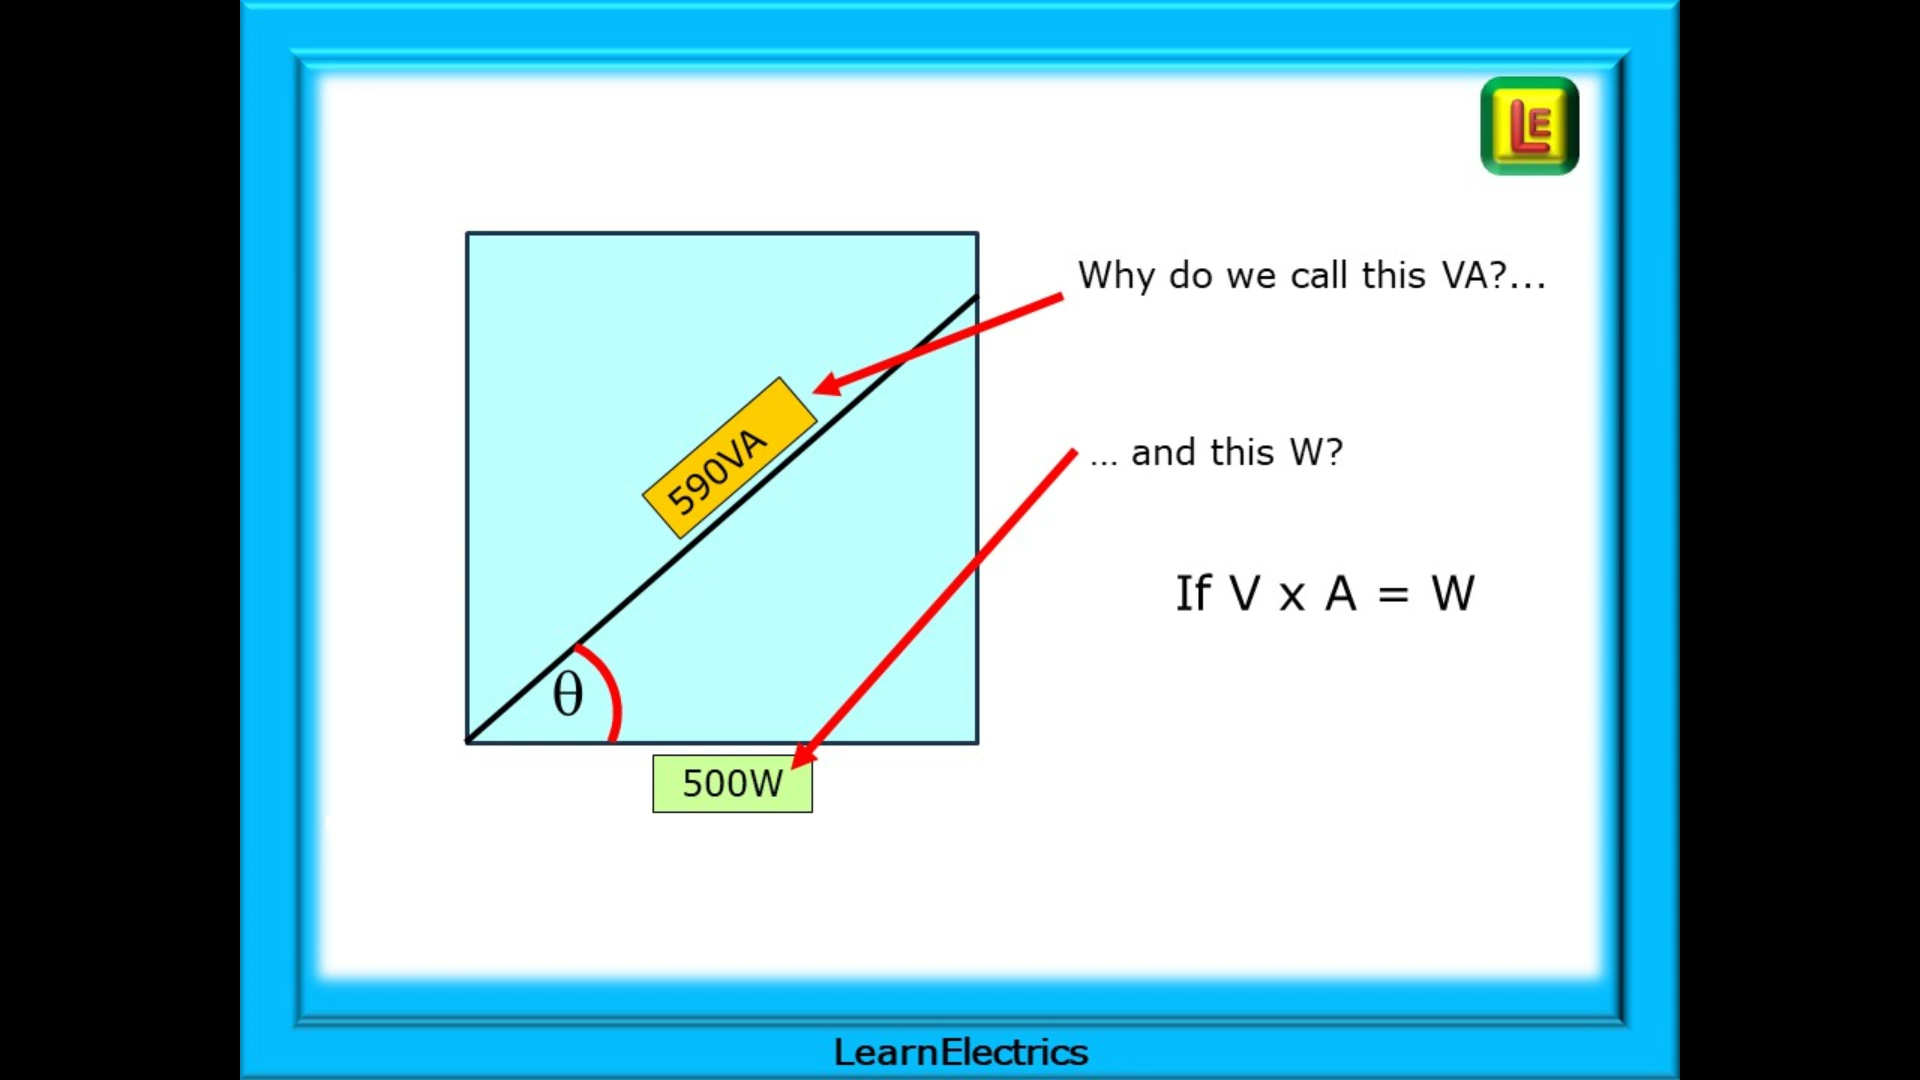 LE
Why do we call this VA?...
590VA
... and this W?
If V x A = W
θ
500W
LearnElectrics